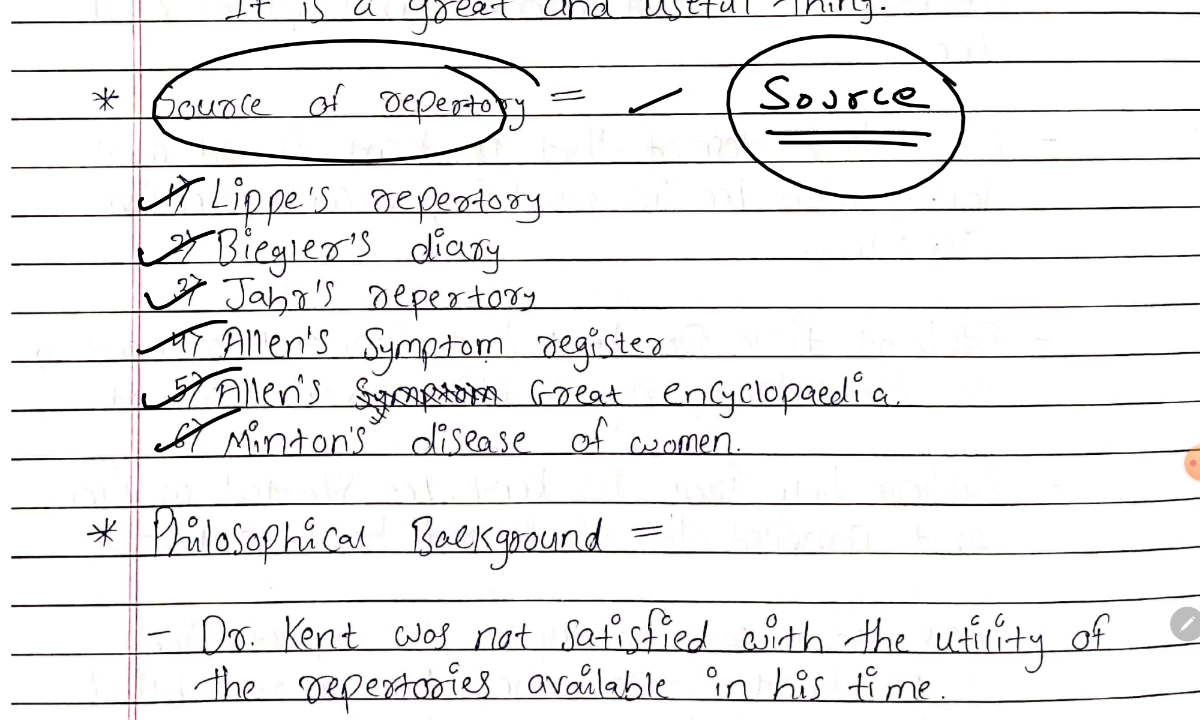 It is a great and useful thing.
* Source of repertory = ✓ Source
1) Lippe's repertory
2) Biegler's diary
3) Jahr's repertory
4) Allen's Symptom register
5) Allen's Great encyclopaedia.
6) Minton's disease of women.
* Philosophical Background =
- Dr. Kent was not satisfied with the utility of
the repertories available in his time.